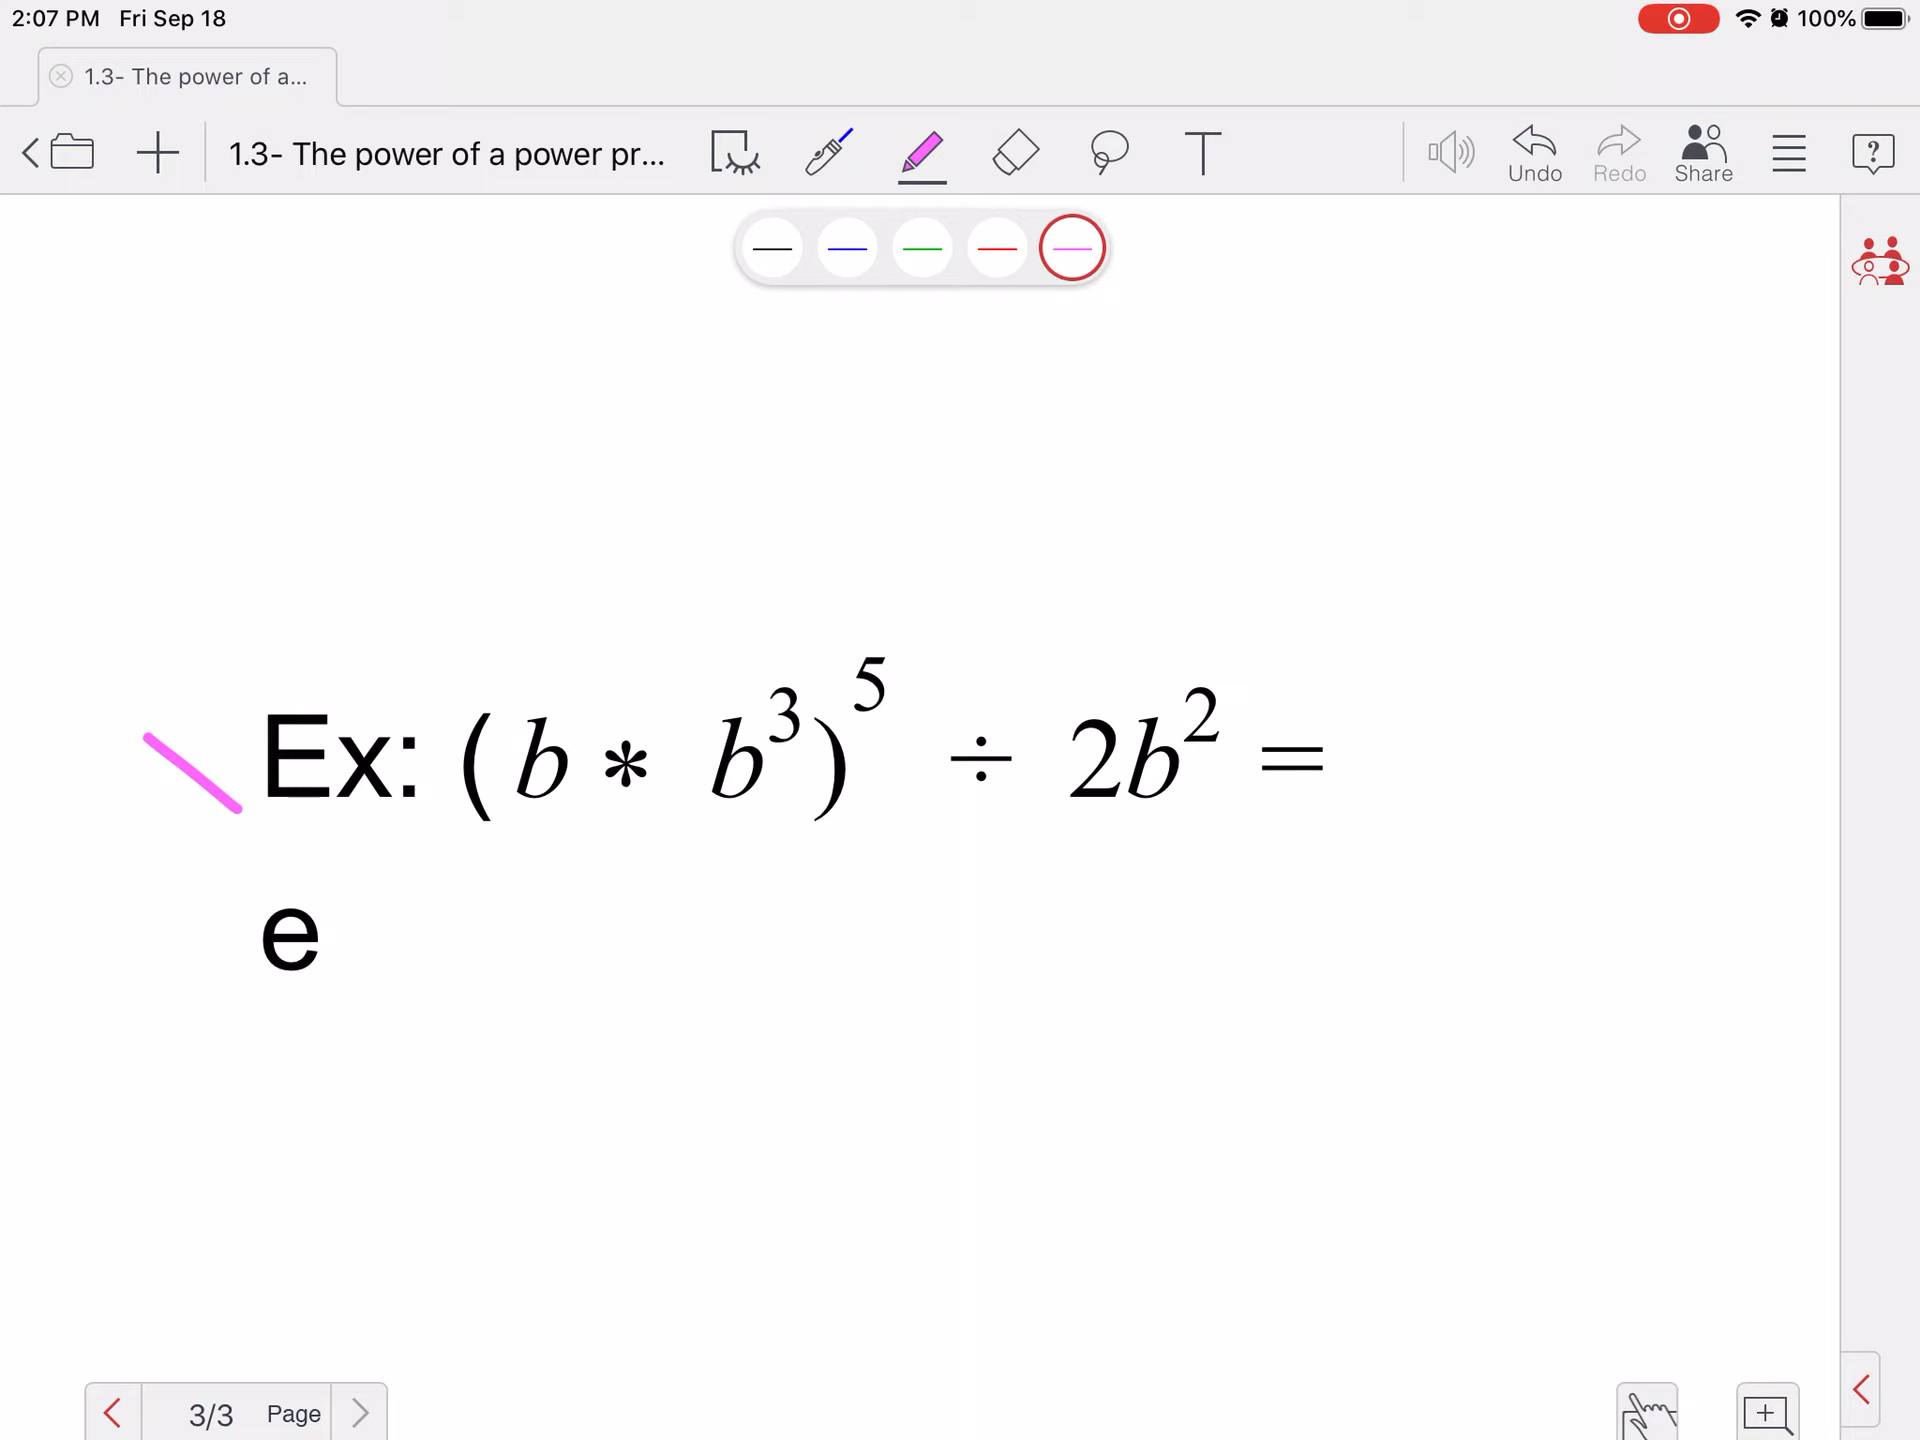 2:07 PM Fri Sep 18
100%
1.3- The power of a...
1.3- The power of a power pr...
T
Undo
Redo
Share
?
Ex: (b * b³)⁵ ÷ 2b² =
e
3/3 Page